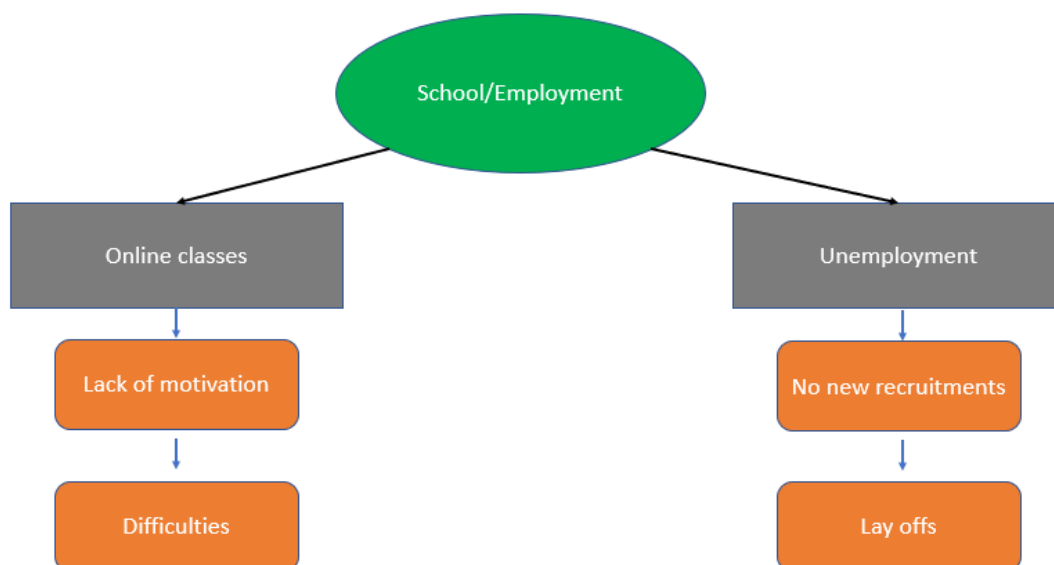 School/Employment
Online classes
Unemployment
Lack of motivation
No new recruitments
Difficulties
Lay offs